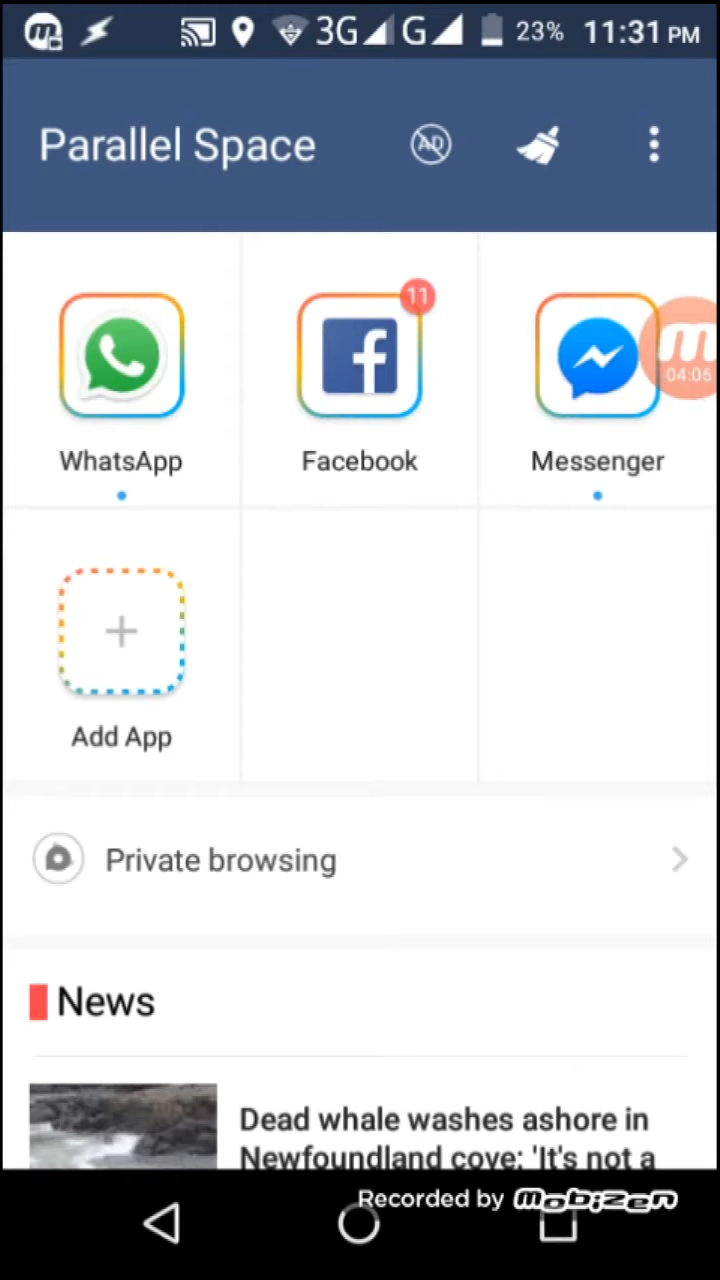 3G G 23% 11:31 PM
Parallel Space AD
11
m
04:05
WhatsApp Facebook Messenger
Add App
Private browsing
News
Dead whale washes ashore in
Newfoundland cove: 'It's not a
Recorded by mobizen